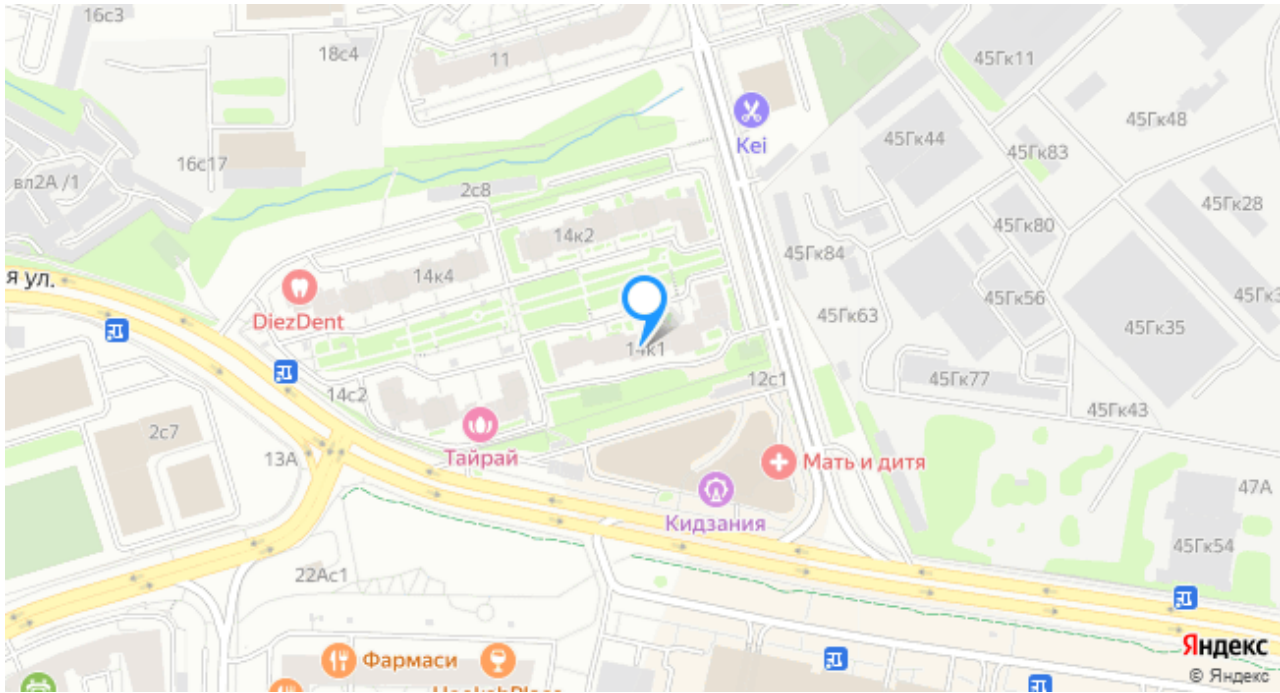 16с3
18с4
11
45Гк11
45Гк48
Kei
45Гк44
45Гк83
16с17
вл2А /1
2с8
45Гк28
45Гк80
14к2
45Гк84
я ул.
14к4
45Гк56
DiezDent
45Гк63
45Гк35
14к1
12с1
45Гк77
14с2
45Гк43
2с7
13А
Тайрай
Мать и дитя
47А
Кидзания
45Гк54
22Ас1
Яндекс
Фармаси
© Яндекс